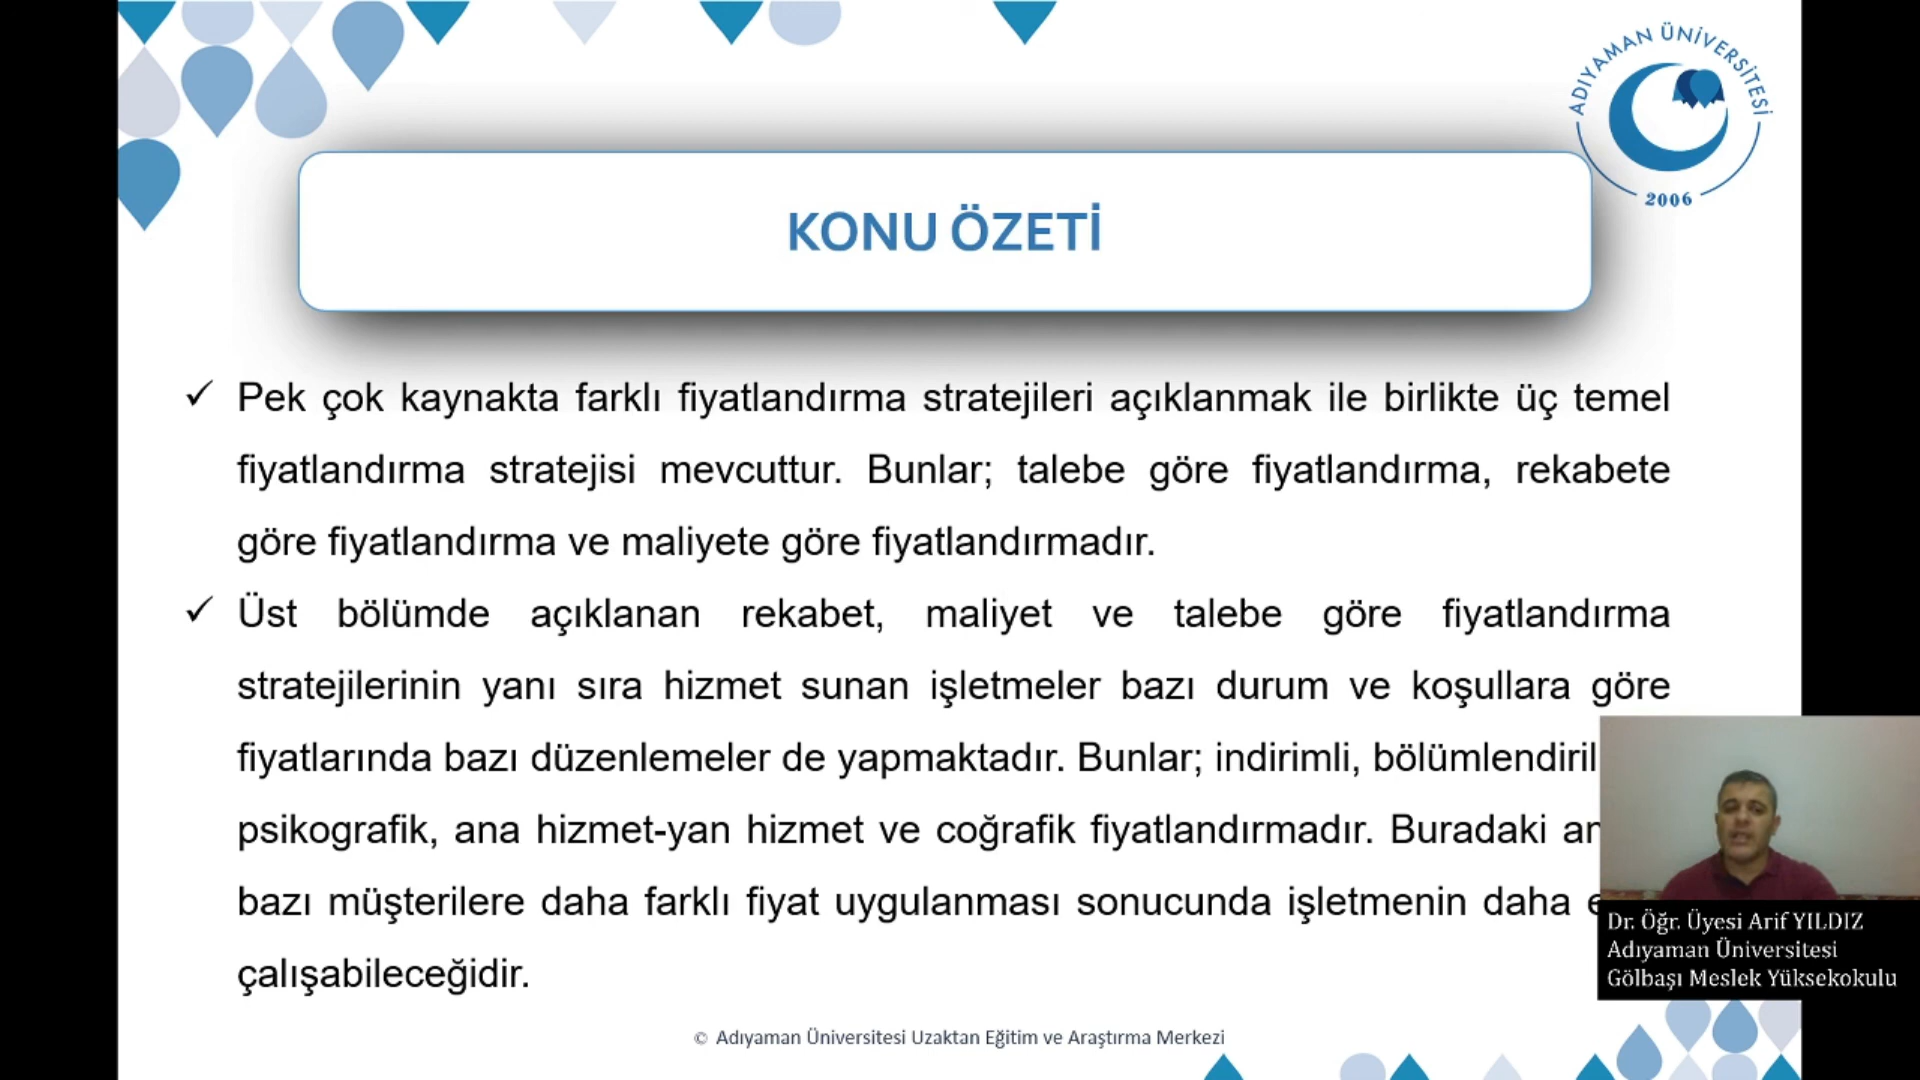 ADIYAMAN ÜNİVERSİTESİ
2006
KONU ÖZETİ
✓ Pek çok kaynakta farklı fiyatlandırma stratejileri açıklanmak ile birlikte üç temel
fiyatlandırma stratejisi mevcuttur. Bunlar; talebe göre fiyatlandırma, rekabete
göre fiyatlandırma ve maliyete göre fiyatlandırmadır.
✓ Üst bölümde açıklanan rekabet, maliyet ve talebe göre fiyatlandırma
stratejilerinin yanı sıra hizmet sunan işletmeler bazı durum ve koşullara göre
fiyatlarında bazı düzenlemeler de yapmaktadır. Bunlar; indirimli,
psikografik, ana hizmet-yan hizmet ve coğrafik fiyatlandırmadır. Buradaki
bazı müşterilere daha farklı fiyat uygulanması sonucunda işletmenin daha
çalışabileceğidir.
Dr. Öğr. Üyesi Arif YILDIZ
Adıyaman Üniversitesi
Gölbaşı Meslek Yüksekokulu
© Adıyaman Üniversitesi Uzaktan Eğitim ve Araştırma Merkezi